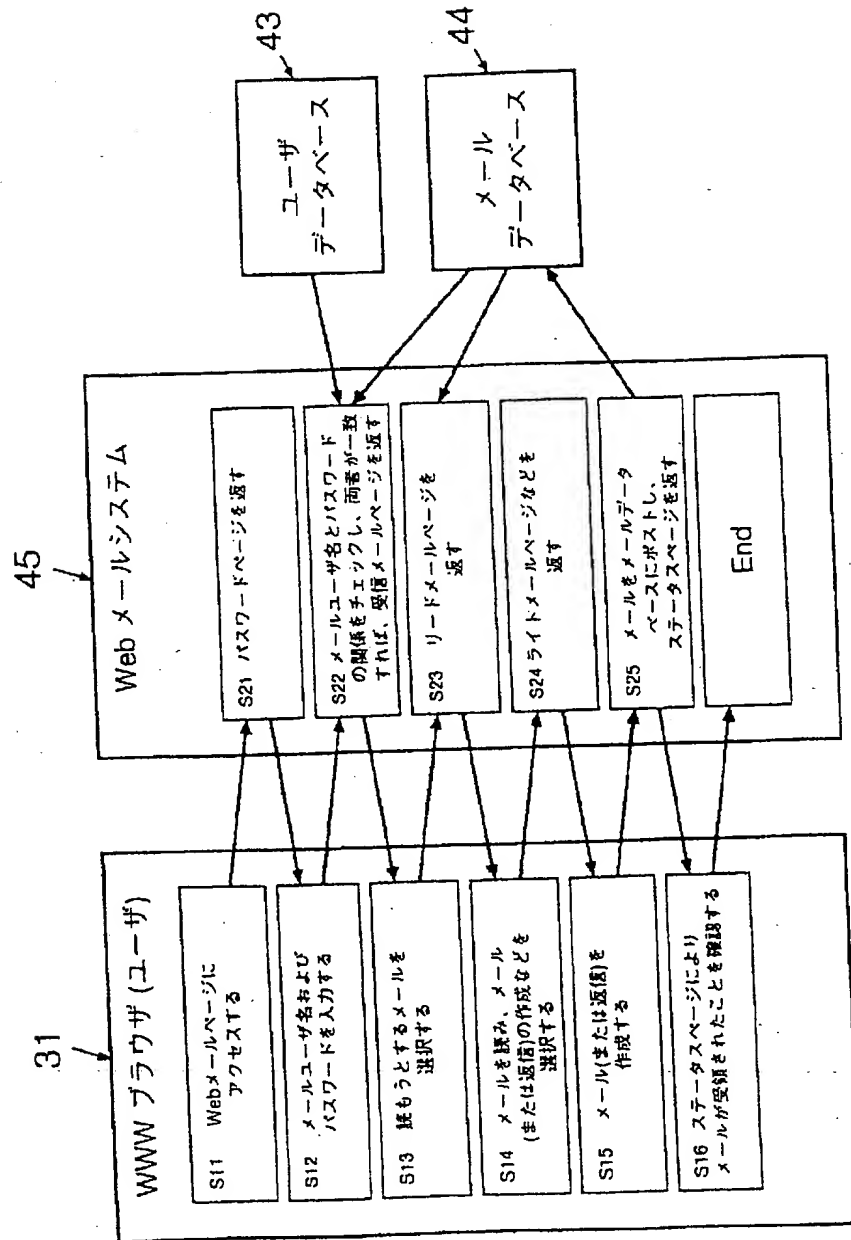 31
WWW ブラウザ (ユーザ)
S11 Webメールページに
アクセスする
S12 メールユーザ名および
パスワードを入力する
S13 読もうとするメールを
選択する
S14 メールを読み、メール
(または返信)の作成などを
選択する
S15 メール(または返信)を
作成する
S16 ステータスページにより
メールが受領されたことを確認する
45
Web メールシステム
S21 パスワードページを返す
S22 メールユーザ名とパスワード
の関係をチェックし、両者が一致
すれば、受信メールページを返す
S23 リードメールページを
返す
S24 ライトメールページなどを
返す
S25 メールをメールデータ
ベースにポストし、
ステータスページを返す
End
43
ユーザ
データベース
44
メール
データベース